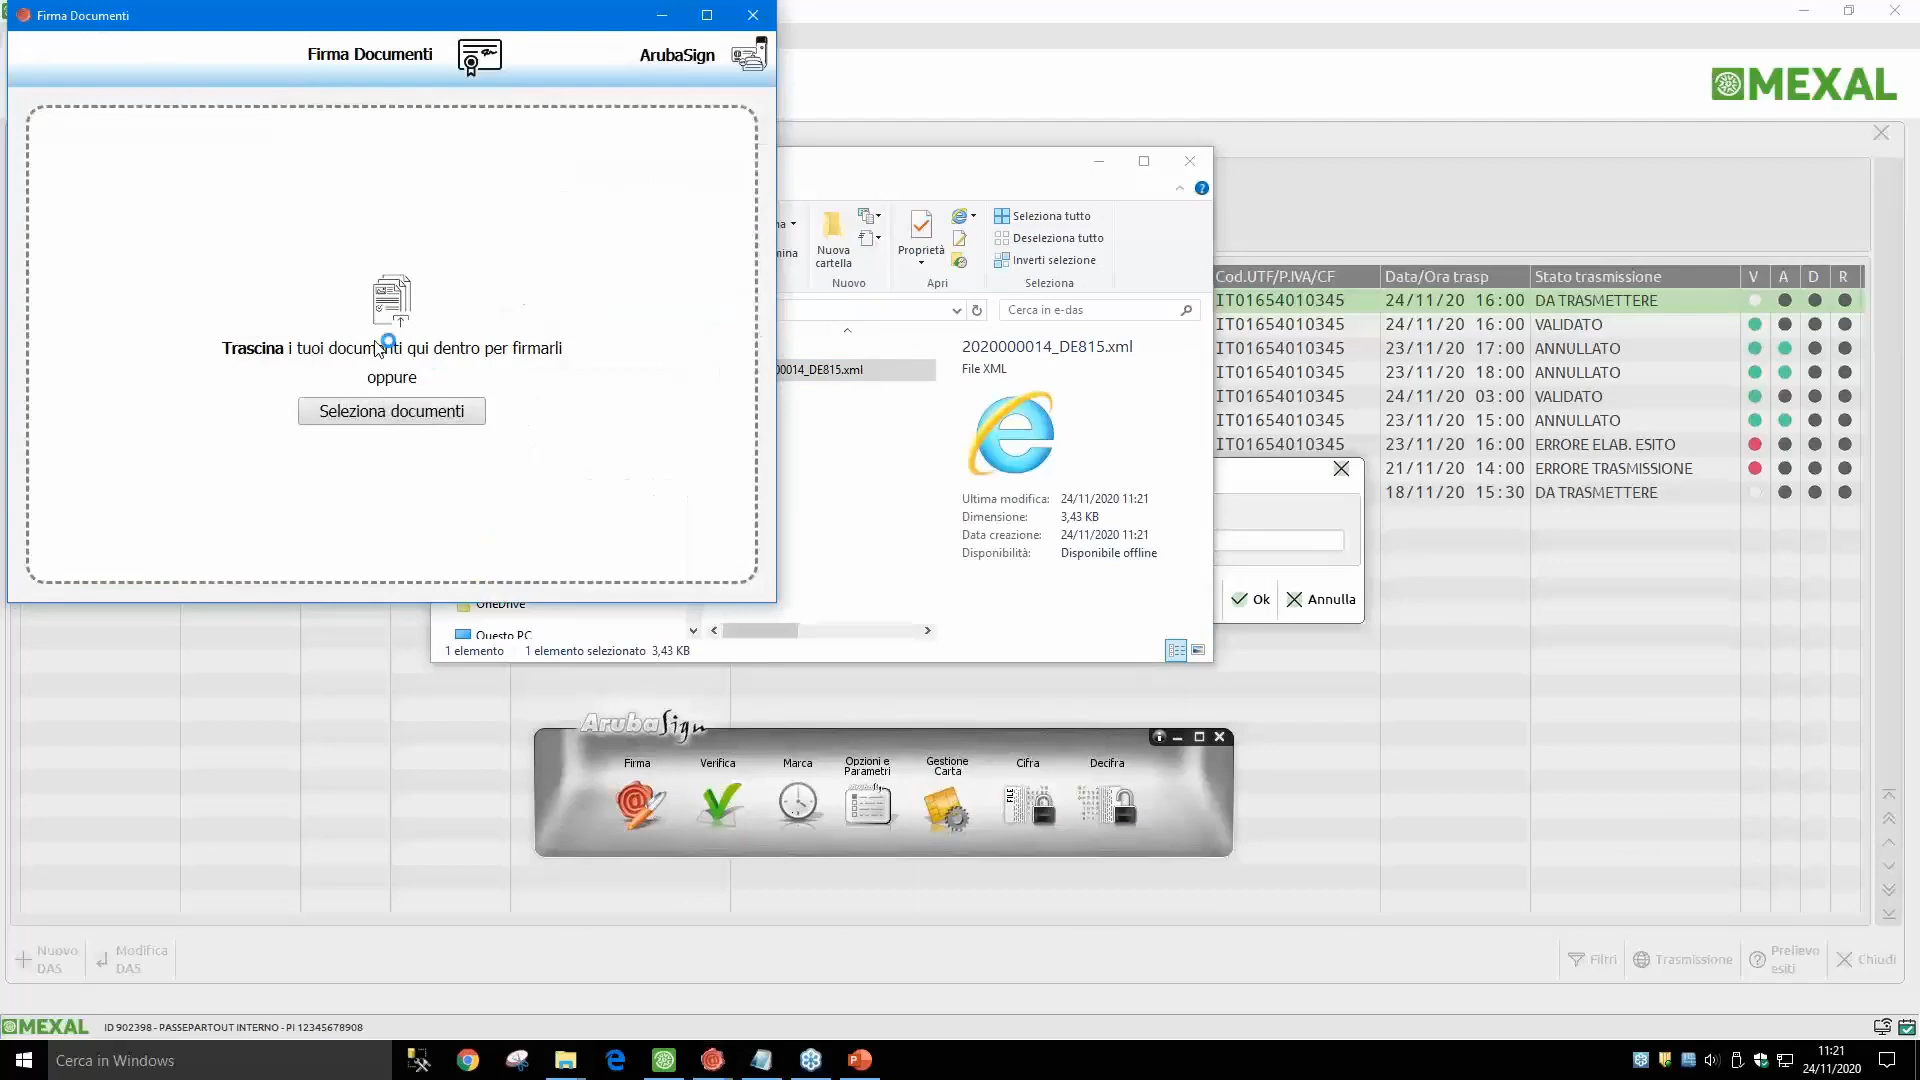 Firma Documenti
Firma Documenti
ArubaSign
MEXAL
Trascina i tuoi documenti qui dentro per firmarli
oppure
Seleziona documenti
Nuova cartella
Nuovo
Proprietà
Apri
Seleziona tutto
Deseleziona tutto
Inverti selezione
Seleziona
Cerca in e-das
00014_DE815.xml
2020000014_DE815.xml
File XML
Ultima modifica: 24/11/2020 11:21
Dimensione: 3,43 KB
Data creazione: 24/11/2020 11:21
Disponibilità: Disponibile offline
OneDrive
Questo PC
1 elemento 1 elemento selezionato 3,43 KB
Cod.UTF/P.IVA/CF Data/Ora trasp Stato trasmissione V A D R
IT01654010345 24/11/20 16:00 DA TRASMETTERE
IT01654010345 24/11/20 16:00 VALIDATO
IT01654010345 23/11/20 17:00 ANNULLATO
IT01654010345 23/11/20 18:00 ANNULLATO
IT01654010345 24/11/20 03:00 VALIDATO
IT01654010345 23/11/20 15:00 ANNULLATO
IT01654010345 23/11/20 16:00 ERRORE ELAB. ESITO
21/11/20 14:00 ERRORE TRASMISSIONE
18/11/20 15:30 DA TRASMETTERE
Ok Annulla
ArubaSign
Firma Verifica Marca Opzioni e Parametri Gestione Carta Cifra Decifra
FILE
Nuovo DAS
Modifica DAS
Filtri
Trasmissione
Prelievo esiti
Chiudi
MEXAL ID 902398 - PASSEPARTOUT INTERNO - PI 12345678908
Cerca in Windows
11:21
24/11/2020